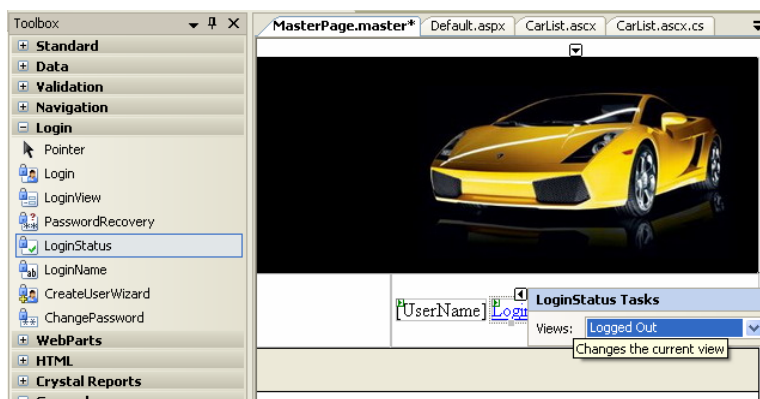 Toolbox
MasterPage.master* Default.aspx CarList.ascx CarList.ascx.cs
Standard
Data
Validation
Navigation
Login
Pointer
Login
LoginView
PasswordRecovery
LoginStatus
LoginName
CreateUserWizard
ChangePassword
WebParts
HTML
Crystal Reports
[UserName]
LoginStatus Tasks
Views: Logged Out
Changes the current view